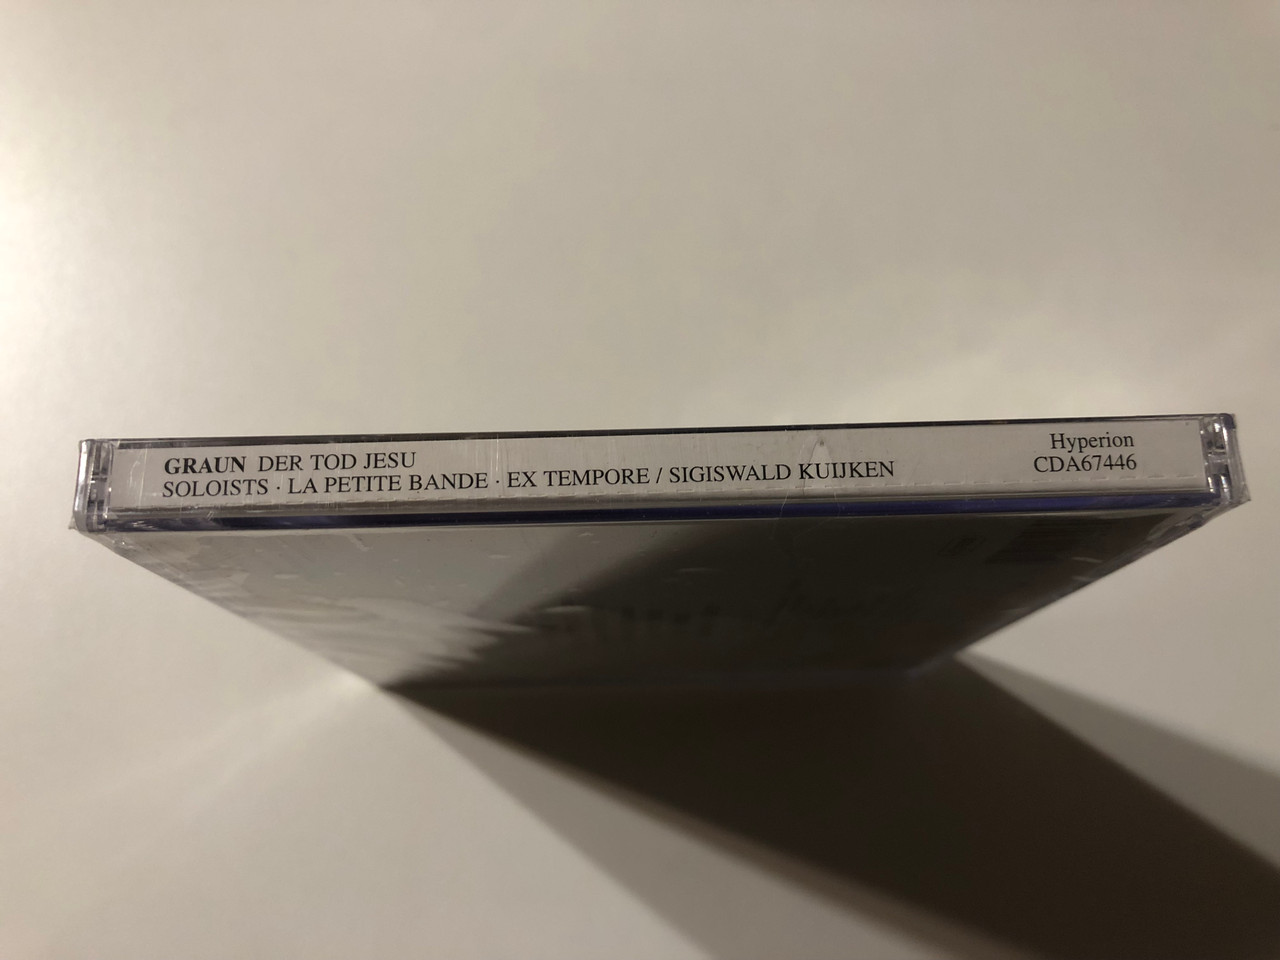 GRAUN DER TOD JESU
SOLOISTS · LA PETITE BANDE · EX TEMPORE / SIGISWALD KUIJKEN
Hyperion
CDA67446